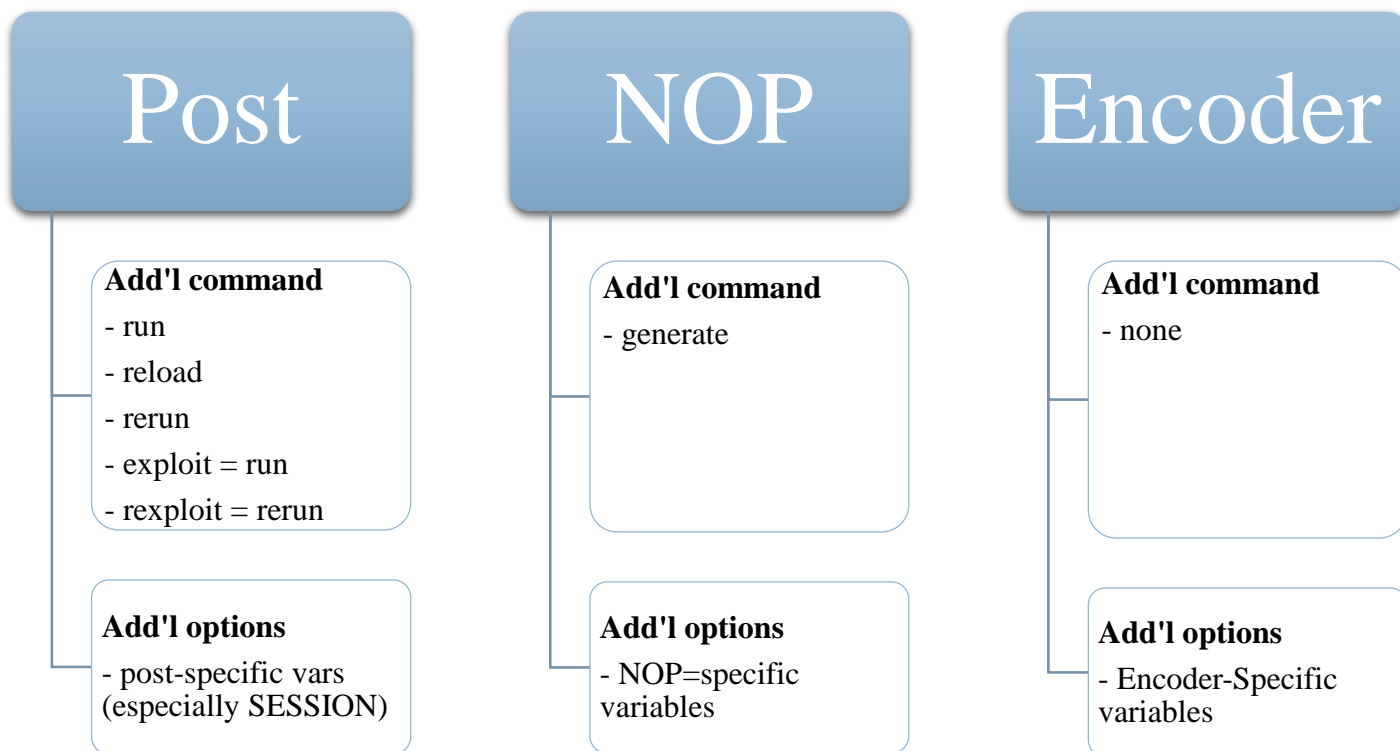 Post
Add'l command
- run
- reload
- rerun
- exploit = run
- rexploit = rerun
Add'l options
- post-specific vars
(especially SESSION)
NOP
Add'l command
- generate
Add'l options
- NOP=specific
variables
Encoder
Add'l command
- none
Add'l options
- Encoder-Specific
variables